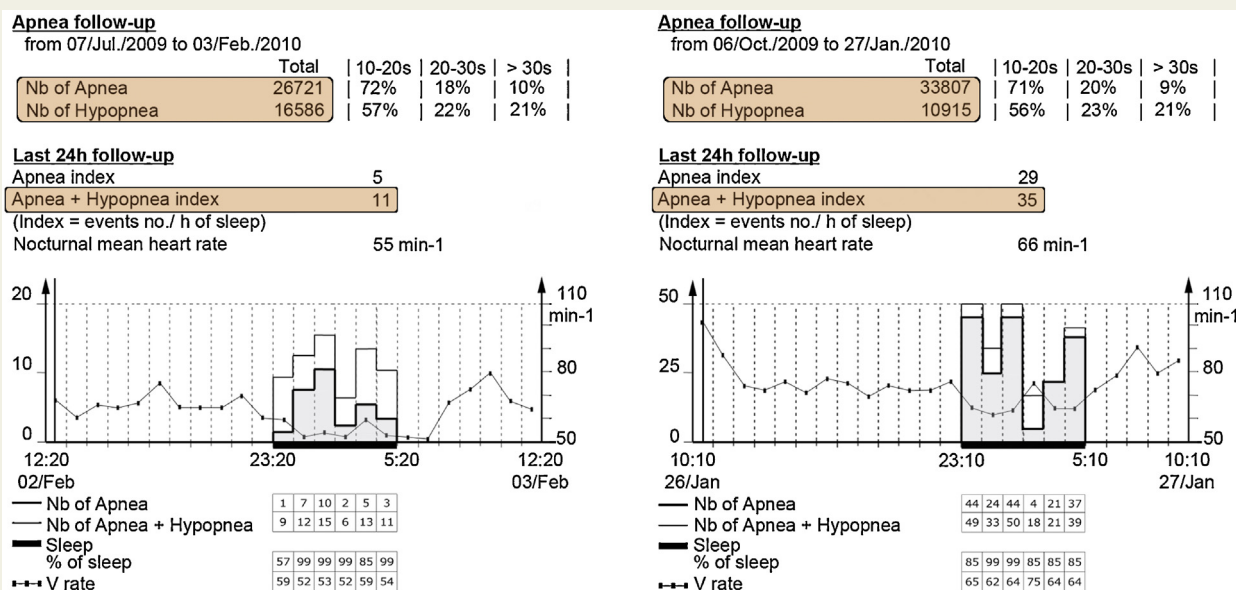 Apnea follow-up
from 07/Jul./2009 to 03/Feb./2010
Total | 10-20s | 20-30s | > 30s |
Nb of Apnea 26721 | 72% | 18% | 10% |
Nb of Hypopnea 16586 | 57% | 22% | 21% |
Last 24h follow-up
Apnea index 5
Apnea + Hypopnea index 11
(Index = events no./ h of sleep)
Nocturnal mean heart rate 55 min-1
20 110
min-1
10 80
0 50
12:20 23:20 5:20 12:20
02/Feb 03/Feb
Nb of Apnea 1 7 10 2 5 3
Nb of Apnea + Hypopnea 9 12 15 6 13 11
Sleep
% of sleep 57 99 99 99 85 99
V rate 59 52 53 52 59 54
Apnea follow-up
from 06/Oct./2009 to 27/Jan./2010
Total | 10-20s | 20-30s | > 30s |
Nb of Apnea 33807 | 71% | 20% | 9% |
Nb of Hypopnea 10915 | 56% | 23% | 21% |
Last 24h follow-up
Apnea index 29
Apnea + Hypopnea index 35
(Index = events no./ h of sleep)
Nocturnal mean heart rate 66 min-1
50 110
min-1
25 80
0 50
10:10 23:10 5:10 10:10
26/Jan 27/Jan
Nb of Apnea 44 24 44 4 21 37
Nb of Apnea + Hypopnea 49 33 50 18 21 39
Sleep
% of sleep 85 99 99 85 85 85
V rate 65 62 64 75 64 64